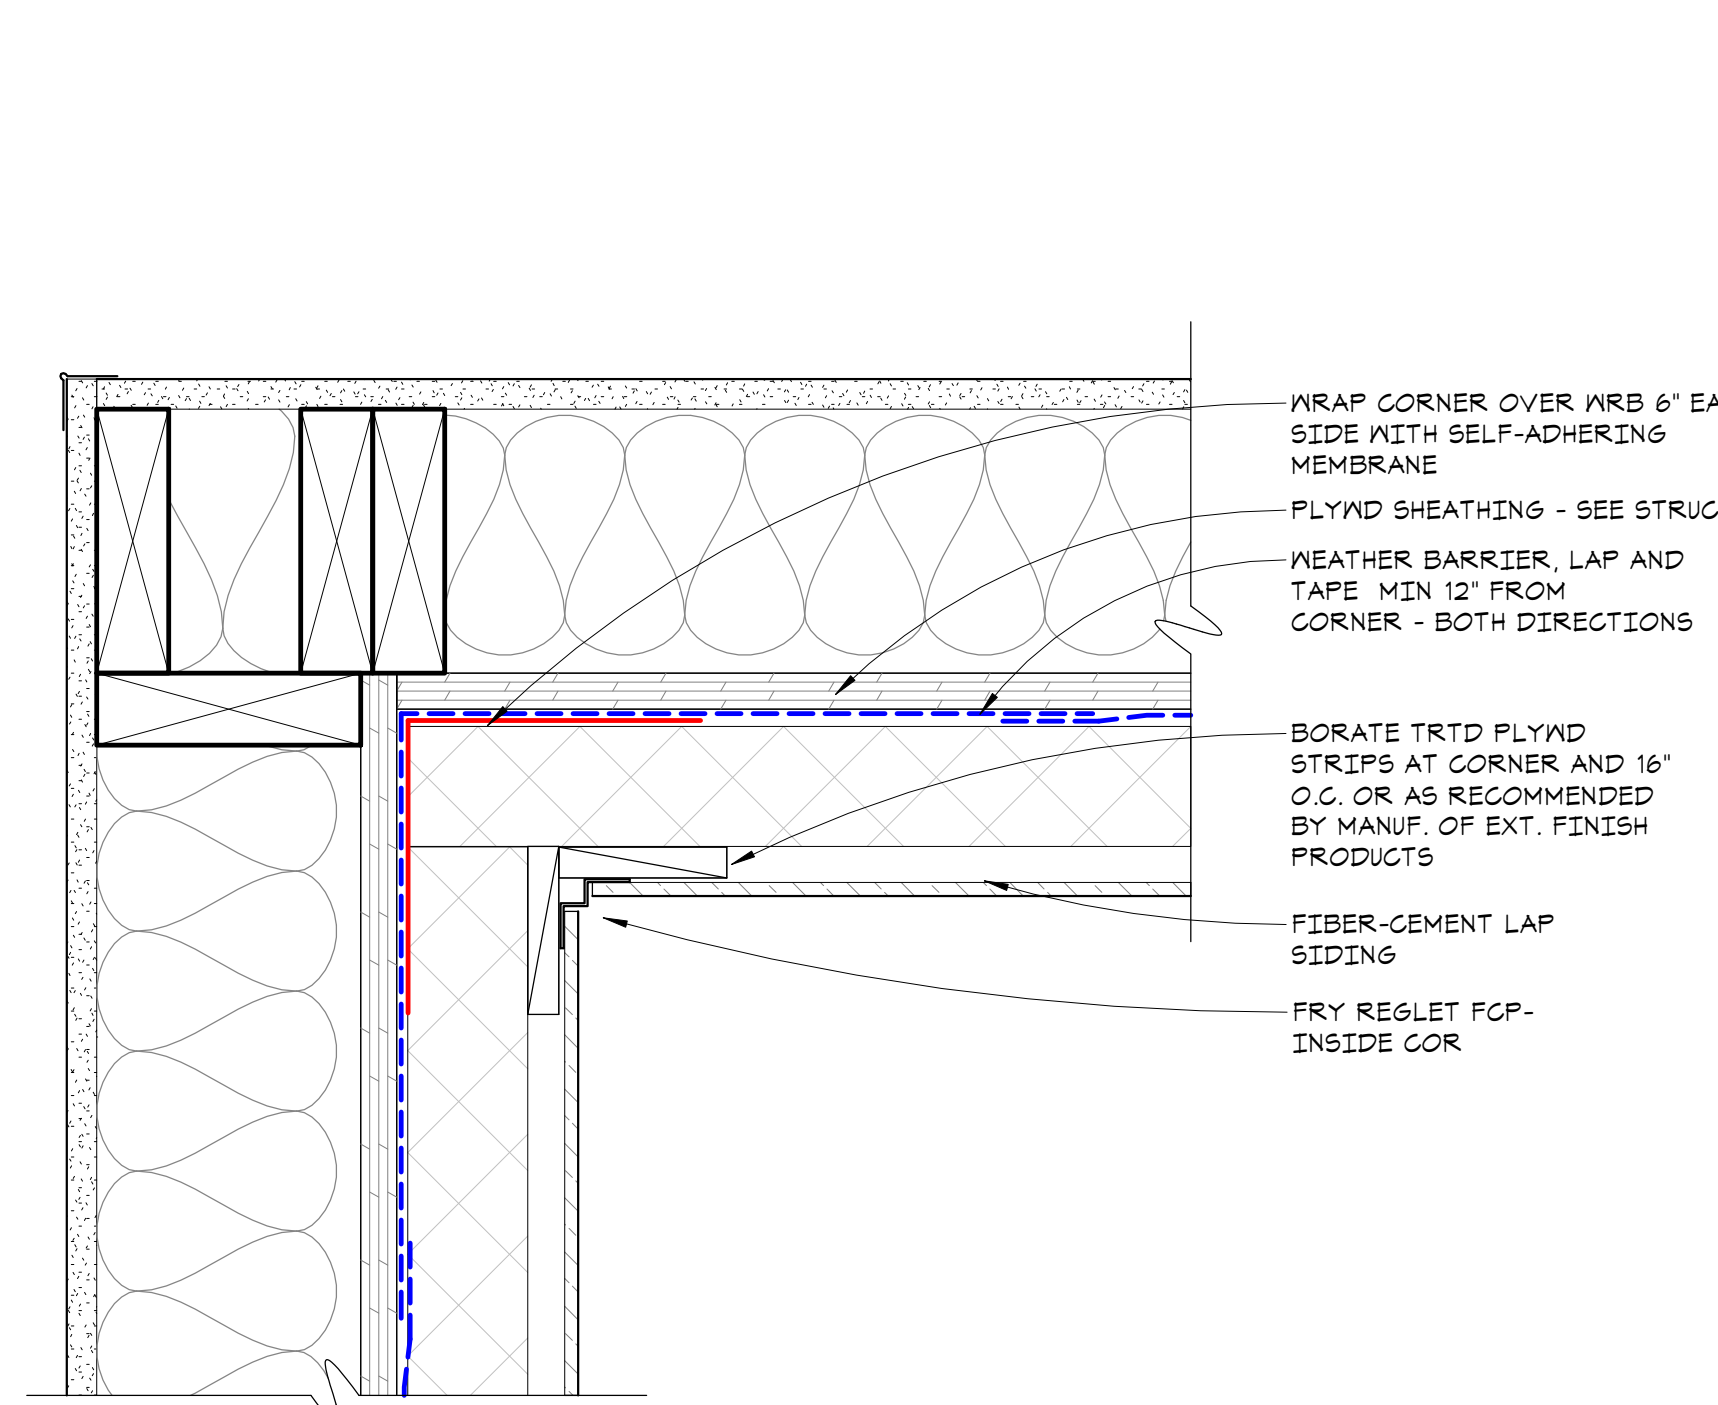 WRAP CORNER OVER WRB 6" EA
SIDE WITH SELF-ADHERING
MEMBRANE
PLYWD SHEATHING - SEE STRUC
WEATHER BARRIER, LAP AND
TAPE MIN 12" FROM
CORNER - BOTH DIRECTIONS
BORATE TRTD PLYWD
STRIPS AT CORNER AND 16"
O.C. OR AS RECOMMENDED
BY MANUF. OF EXT. FINISH
PRODUCTS
FIBER-CEMENT LAP
SIDING
FRY REGLET FCP-
INSIDE COR